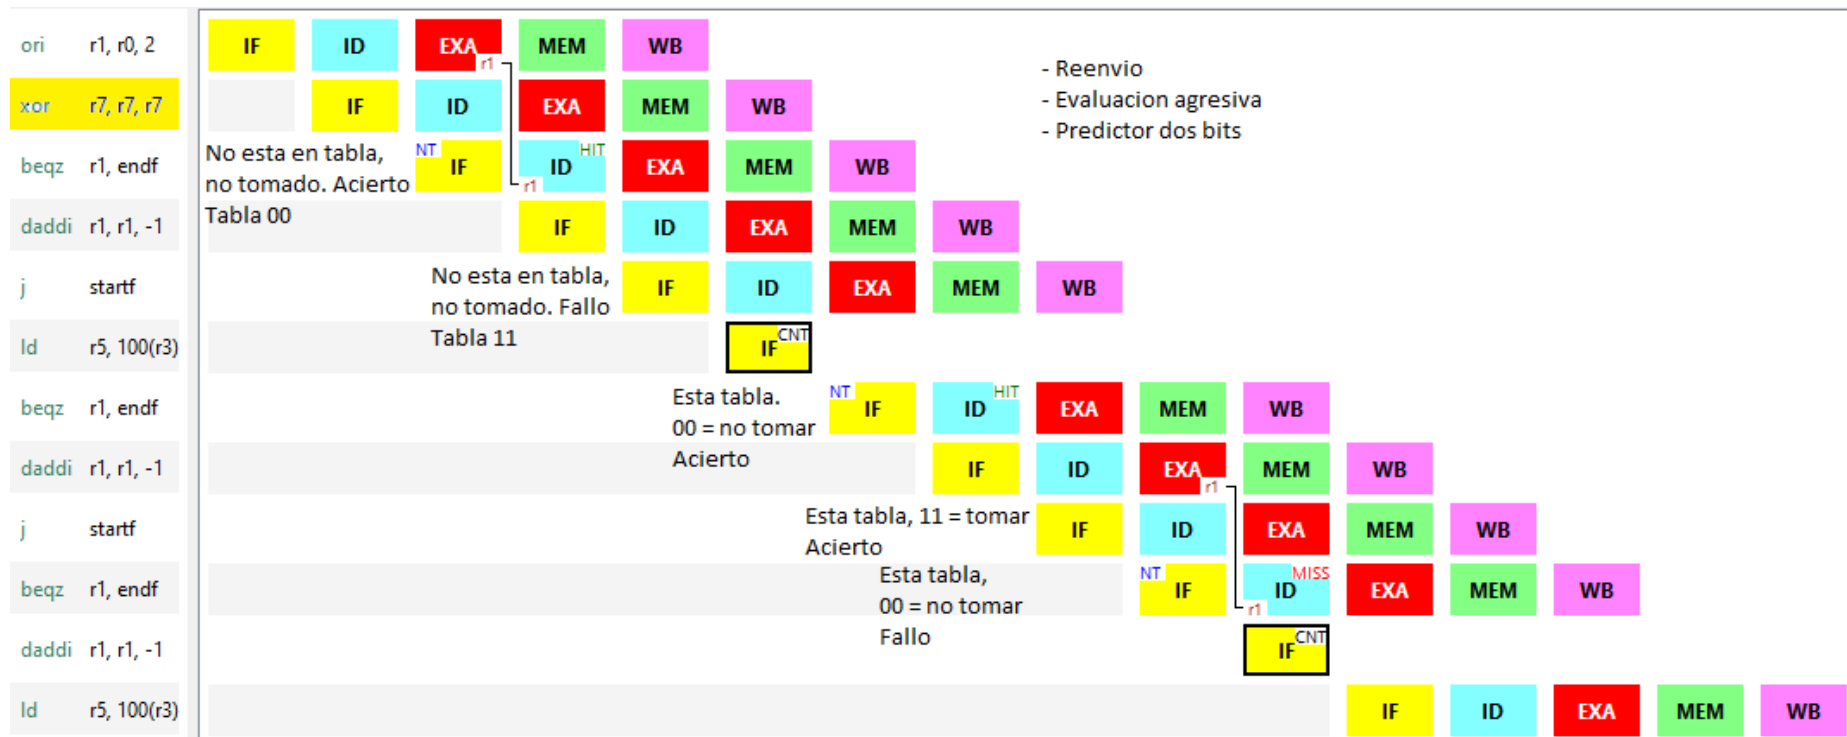 ori r1, r0, 2 IF ID EXA r1 MEM WB
- Reenvio
xor r7, r7, r7 IF ID EXA MEM WB
- Evaluacion agresiva
- Predictor dos bits
beqz r1, endf No esta en tabla, NT IF r1 ID HIT EXA MEM WB
no tomado. Acierto
Tabla 00
daddi r1, r1, -1 IF ID EXA MEM WB
j startf No esta en tabla, IF ID EXA MEM WB
no tomado. Fallo
Tabla 11
ld r5, 100(r3) IF CNT
beqz r1, endf Esta tabla. NT IF ID HIT EXA MEM WB
00 = no tomar
Acierto
daddi r1, r1, -1 IF ID EXA r1 MEM WB
j startf Esta tabla, 11 = tomar IF ID EXA MEM WB
Acierto
beqz r1, endf Esta tabla, NT IF r1 ID MISS EXA MEM WB
00 = no tomar
Fallo
daddi r1, r1, -1 IF CNT
ld r5, 100(r3) IF ID EXA MEM WB